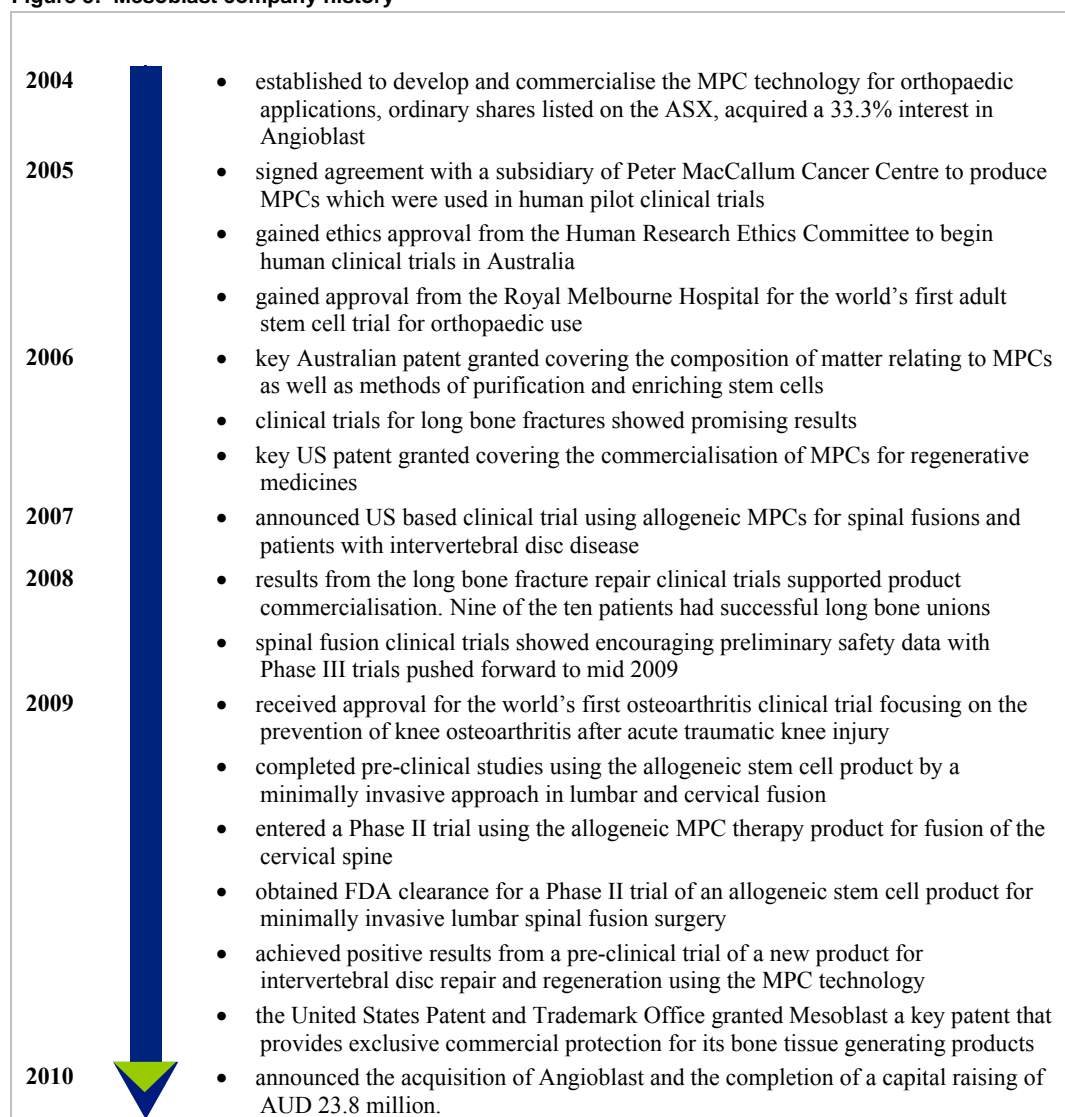 Figure 3: Mesoblast company history
2004 • established to develop and commercialise the MPC technology for orthopaedic
applications, ordinary shares listed on the ASX, acquired a 33.3% interest in
Angioblast
2005 • signed agreement with a subsidiary of Peter MacCallum Cancer Centre to produce
MPCs which were used in human pilot clinical trials
• gained ethics approval from the Human Research Ethics Committee to begin
human clinical trials in Australia
• gained approval from the Royal Melbourne Hospital for the world's first adult
stem cell trial for orthopaedic use
2006 • key Australian patent granted covering the composition of matter relating to MPCs
as well as methods of purification and enriching stem cells
• clinical trials for long bone fractures showed promising results
• key US patent granted covering the commercialisation of MPCs for regenerative
medicines
2007 • announced US based clinical trial using allogeneic MPCs for spinal fusions and
patients with intervertebral disc disease
2008 • results from the long bone fracture repair clinical trials supported product
commercialisation. Nine of the ten patients had successful long bone unions
• spinal fusion clinical trials showed encouraging preliminary safety data with
Phase III trials pushed forward to mid 2009
2009 • received approval for the world's first osteoarthritis clinical trial focusing on the
prevention of knee osteoarthritis after acute traumatic knee injury
• completed pre-clinical studies using the allogeneic stem cell product by a
minimally invasive approach in lumbar and cervical fusion
• entered a Phase II trial using the allogeneic MPC therapy product for fusion of the
cervical spine
• obtained FDA clearance for a Phase II trial of an allogeneic stem cell product for
minimally invasive lumbar spinal fusion surgery
• achieved positive results from a pre-clinical trial of a new product for
intervertebral disc repair and regeneration using the MPC technology
• the United States Patent and Trademark Office granted Mesoblast a key patent that
provides exclusive commercial protection for its bone tissue generating products
2010 • announced the acquisition of Angioblast and the completion of a capital raising of
AUD 23.8 million.